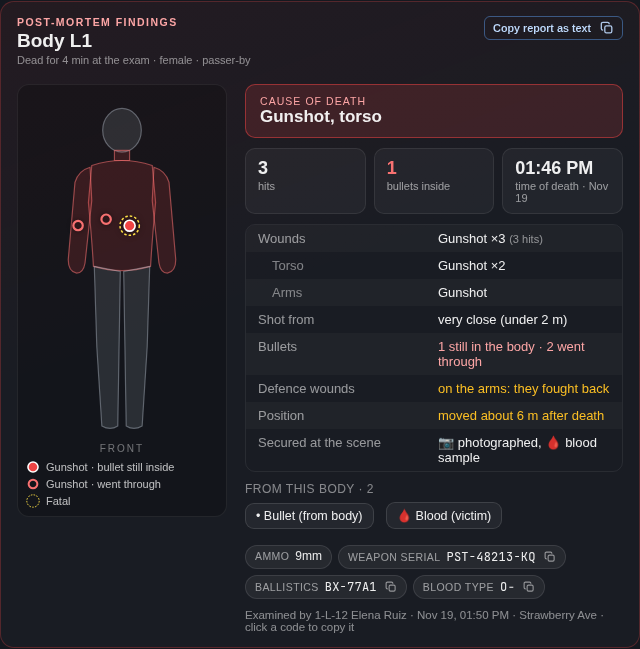 POST-MORTEM FINDINGS
Body L1
Dead for 4 min at the exam · female · passer-by
Copy report as text
FRONT
Gunshot · bullet still inside
Gunshot · went through
Fatal
CAUSE OF DEATH
Gunshot, torso
3
hits
1
bullets inside
01:46 PM
time of death · Nov
19
Wounds Gunshot ×3 (3 hits)
Torso Gunshot ×2
Arms Gunshot
Shot from very close (under 2 m)
Bullets 1 still in the body · 2 went
through
Defence wounds on the arms: they fought back
Position moved about 6 m after death
Secured at the scene 📷 photographed, 🩸 blood
sample
FROM THIS BODY · 2
• Bullet (from body)
🩸 Blood (victim)
AMMO 9mm
WEAPON SERIAL PST-48213-KQ
BALLISTICS BX-77A1
BLOOD TYPE O-
Examined by 1-L-12 Elena Ruiz · Nov 19, 01:50 PM · Strawberry Ave ·
click a code to copy it